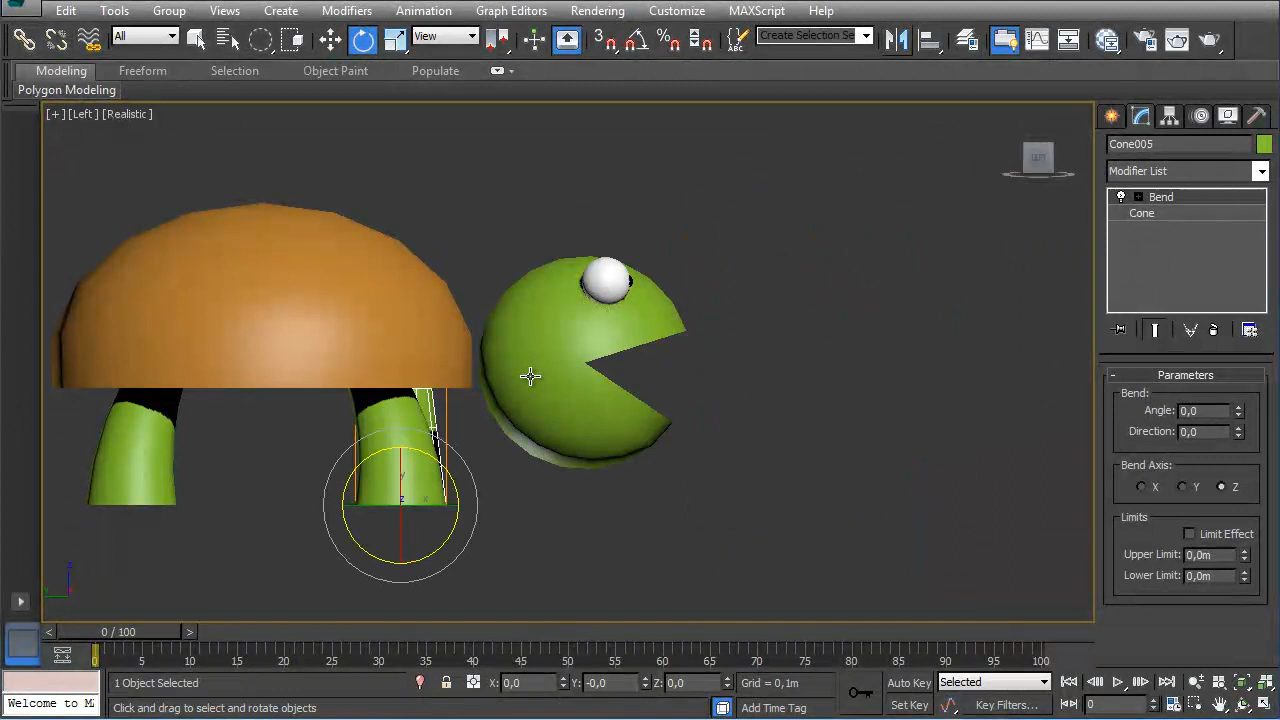 Edit Tools Group Views Create Modifiers Animation Graph Editors Rendering Customize MAXScript Help
All View 3 Create Selection Se
Modeling Freeform Selection Object Paint Populate
Polygon Modeling
[+] [Left] [Realistic]
Cone005
Modifier List
Bend
Cone
- Parameters
Bend:
Angle: 0,0
Direction: 0,0
Bend Axis:
X Y Z
Limits
Limit Effect
Upper Limit: 0,0m
Lower Limit: 0,0m
y
z x
z
x
< 0 / 100 >
0 5 10 15 20 25 30 35 40 45 50 55 60 65 70 75 80 85 90 95 100
1 Object Selected X: 0,0 Y: -0,0 Z: 0,0 Grid = 0,1m Auto Key Selected
Welcome to M Click and drag to select and rotate objects Add Time Tag Set Key Key Filters... 0